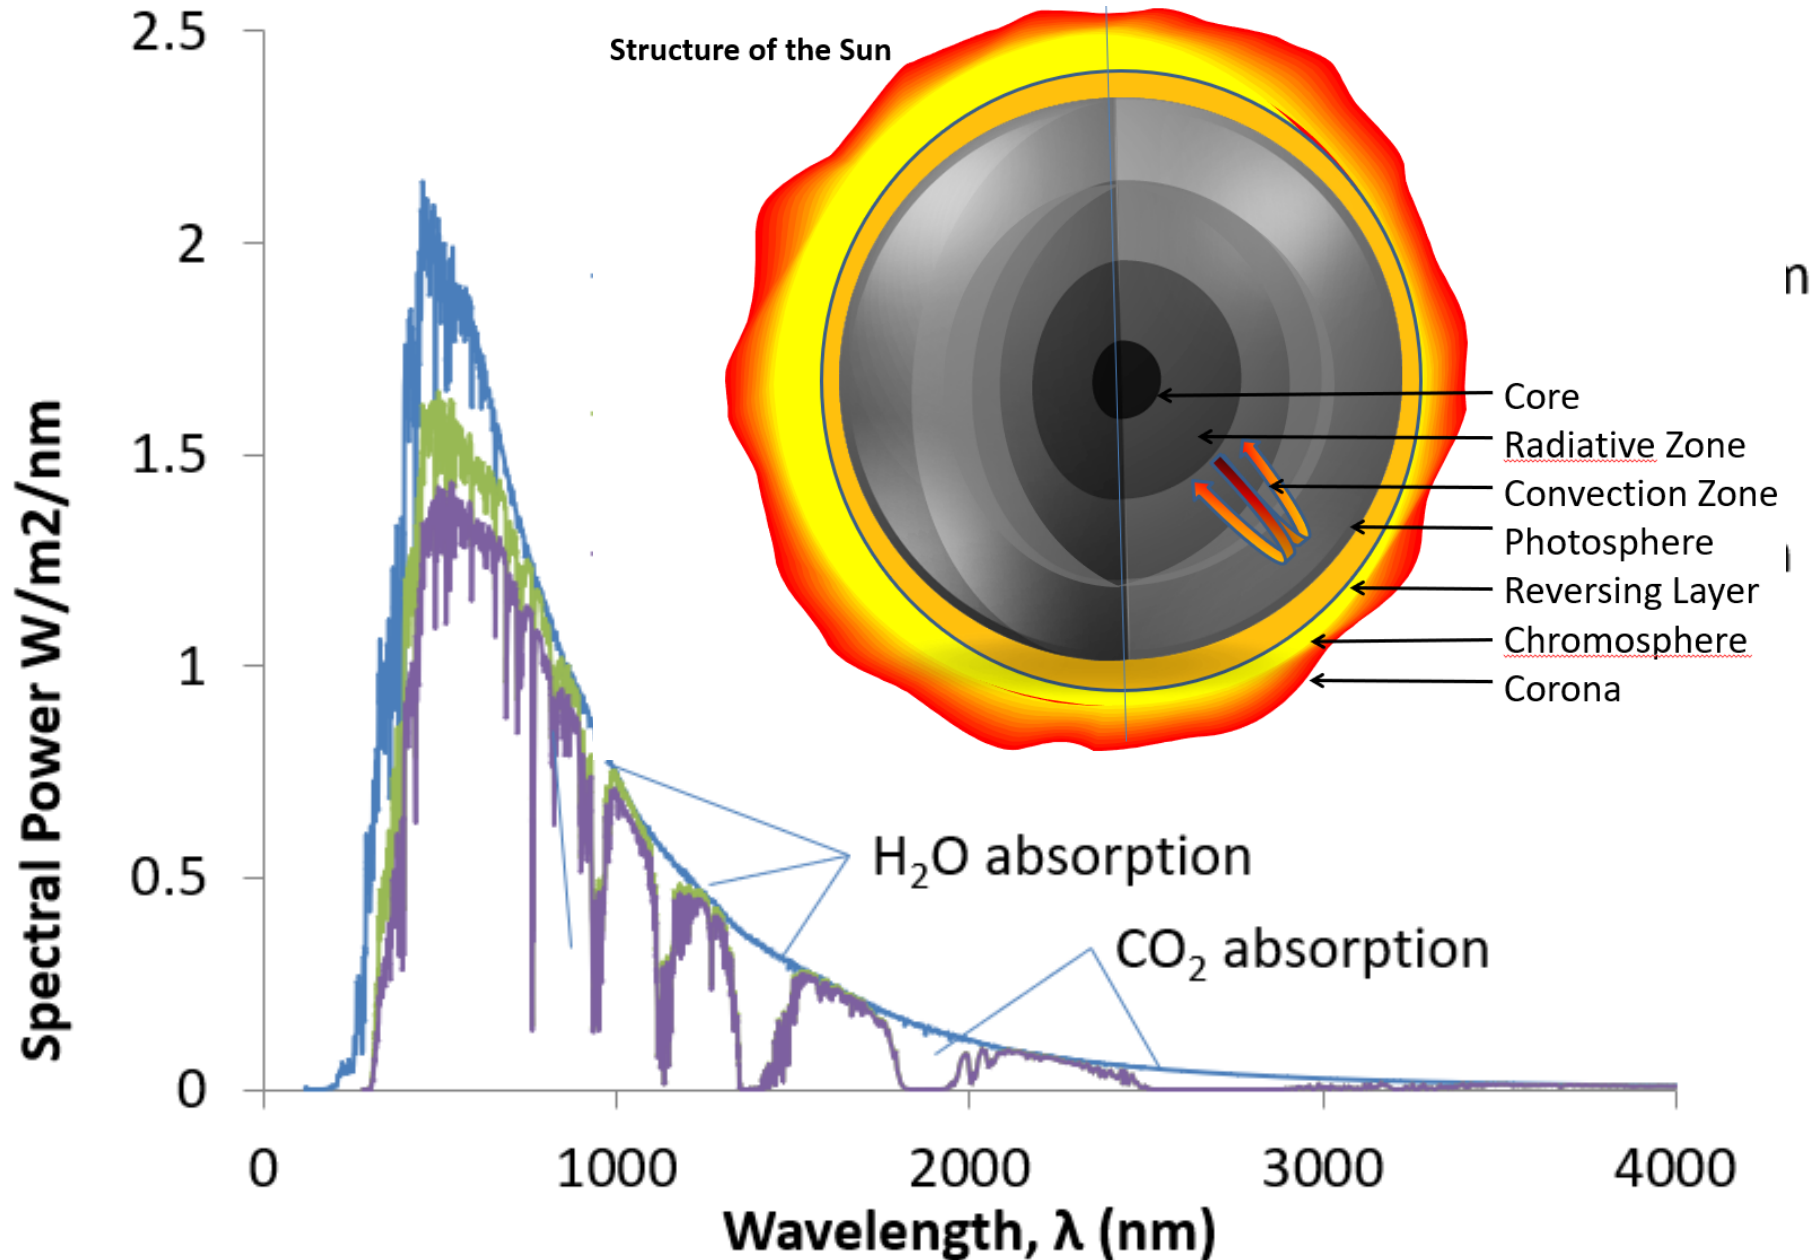 Structure of the Sun
2.5
2
1.5
1
0.5
0
Spectral Power W/m2/nm
n
Core
Radiative Zone
Convection Zone
Photosphere
Reversing Layer
Chromosphere
Corona
H₂O absorption
CO₂ absorption
0 1000 2000 3000 4000
Wavelength, λ (nm)